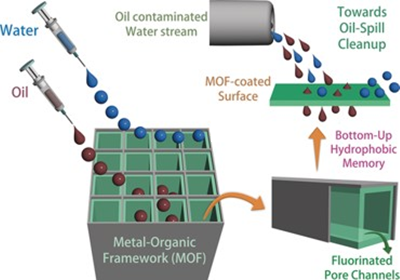 Water
Oil
Metal-Organic
Framework (MOF)
Oil contaminated
Water stream
Towards
Oil-Spill
Cleanup
MOF-coated
Surface
Bottom-Up
Hydrophobic
Memory
Fluorinated
Pore Channels